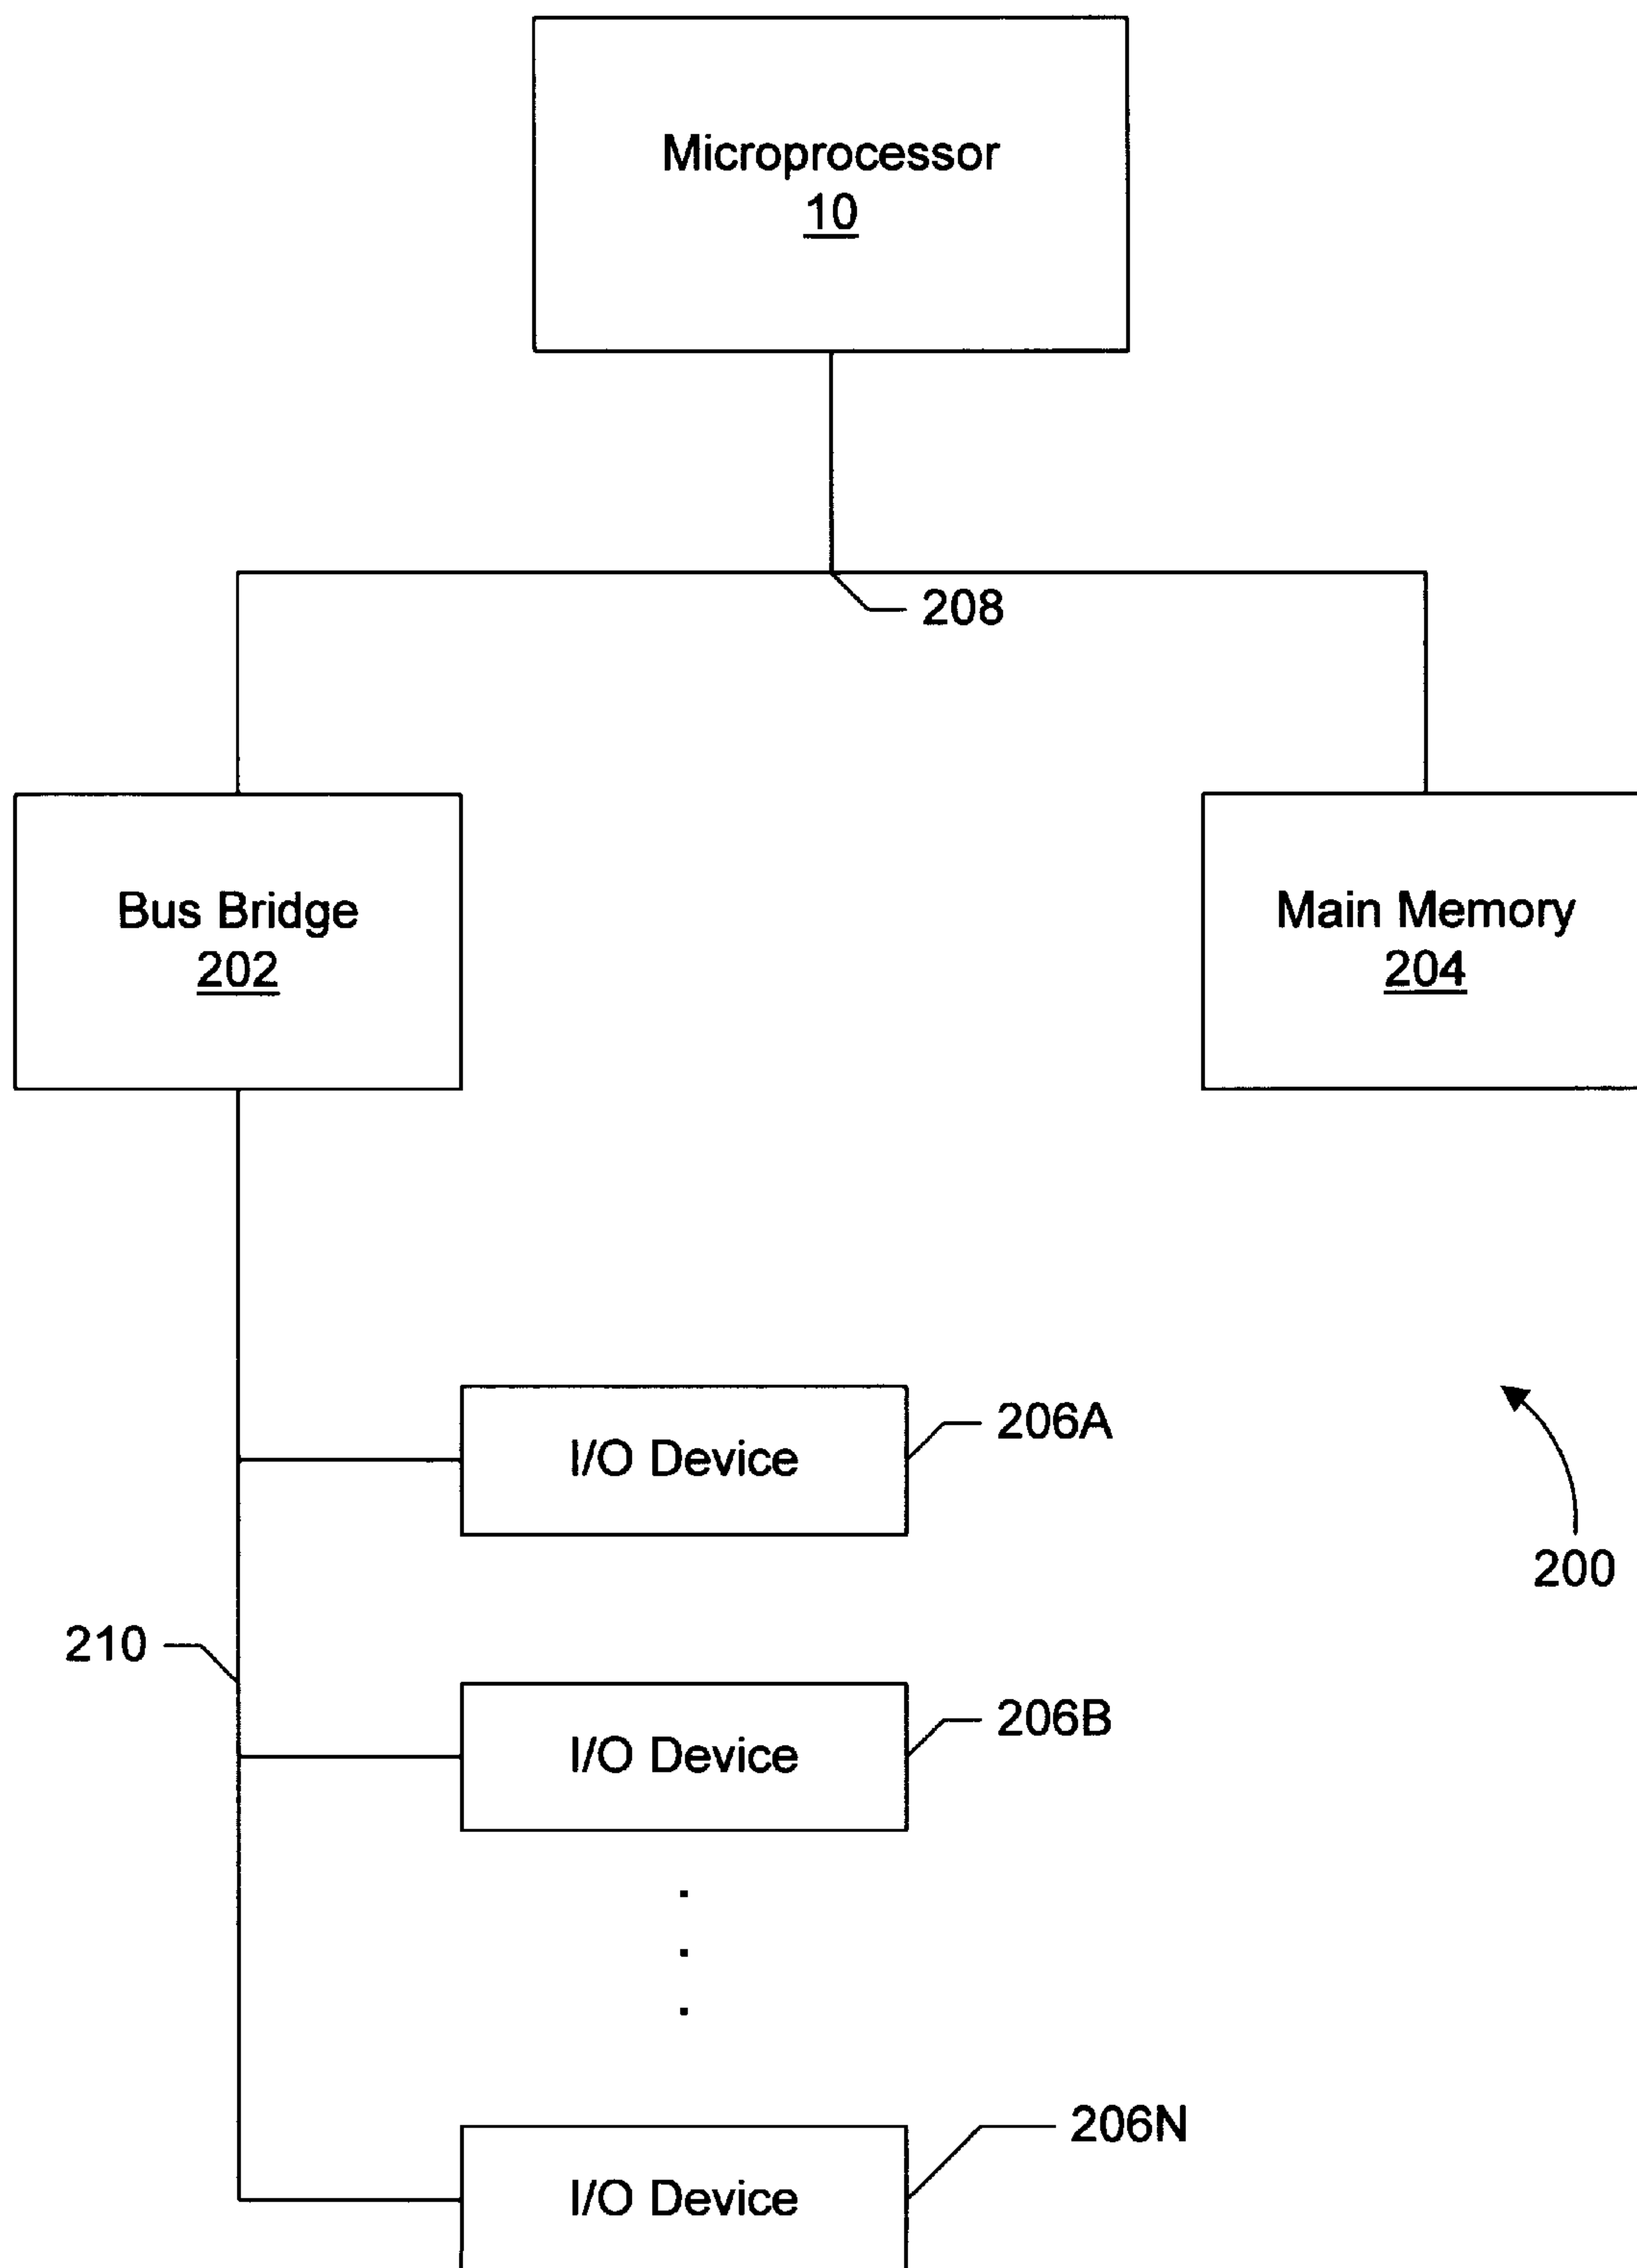 Microprocessor
10
208
Bus Bridge
202
Main Memory
204
I/O Device
206A
200
210
I/O Device
206B
I/O Device
206N